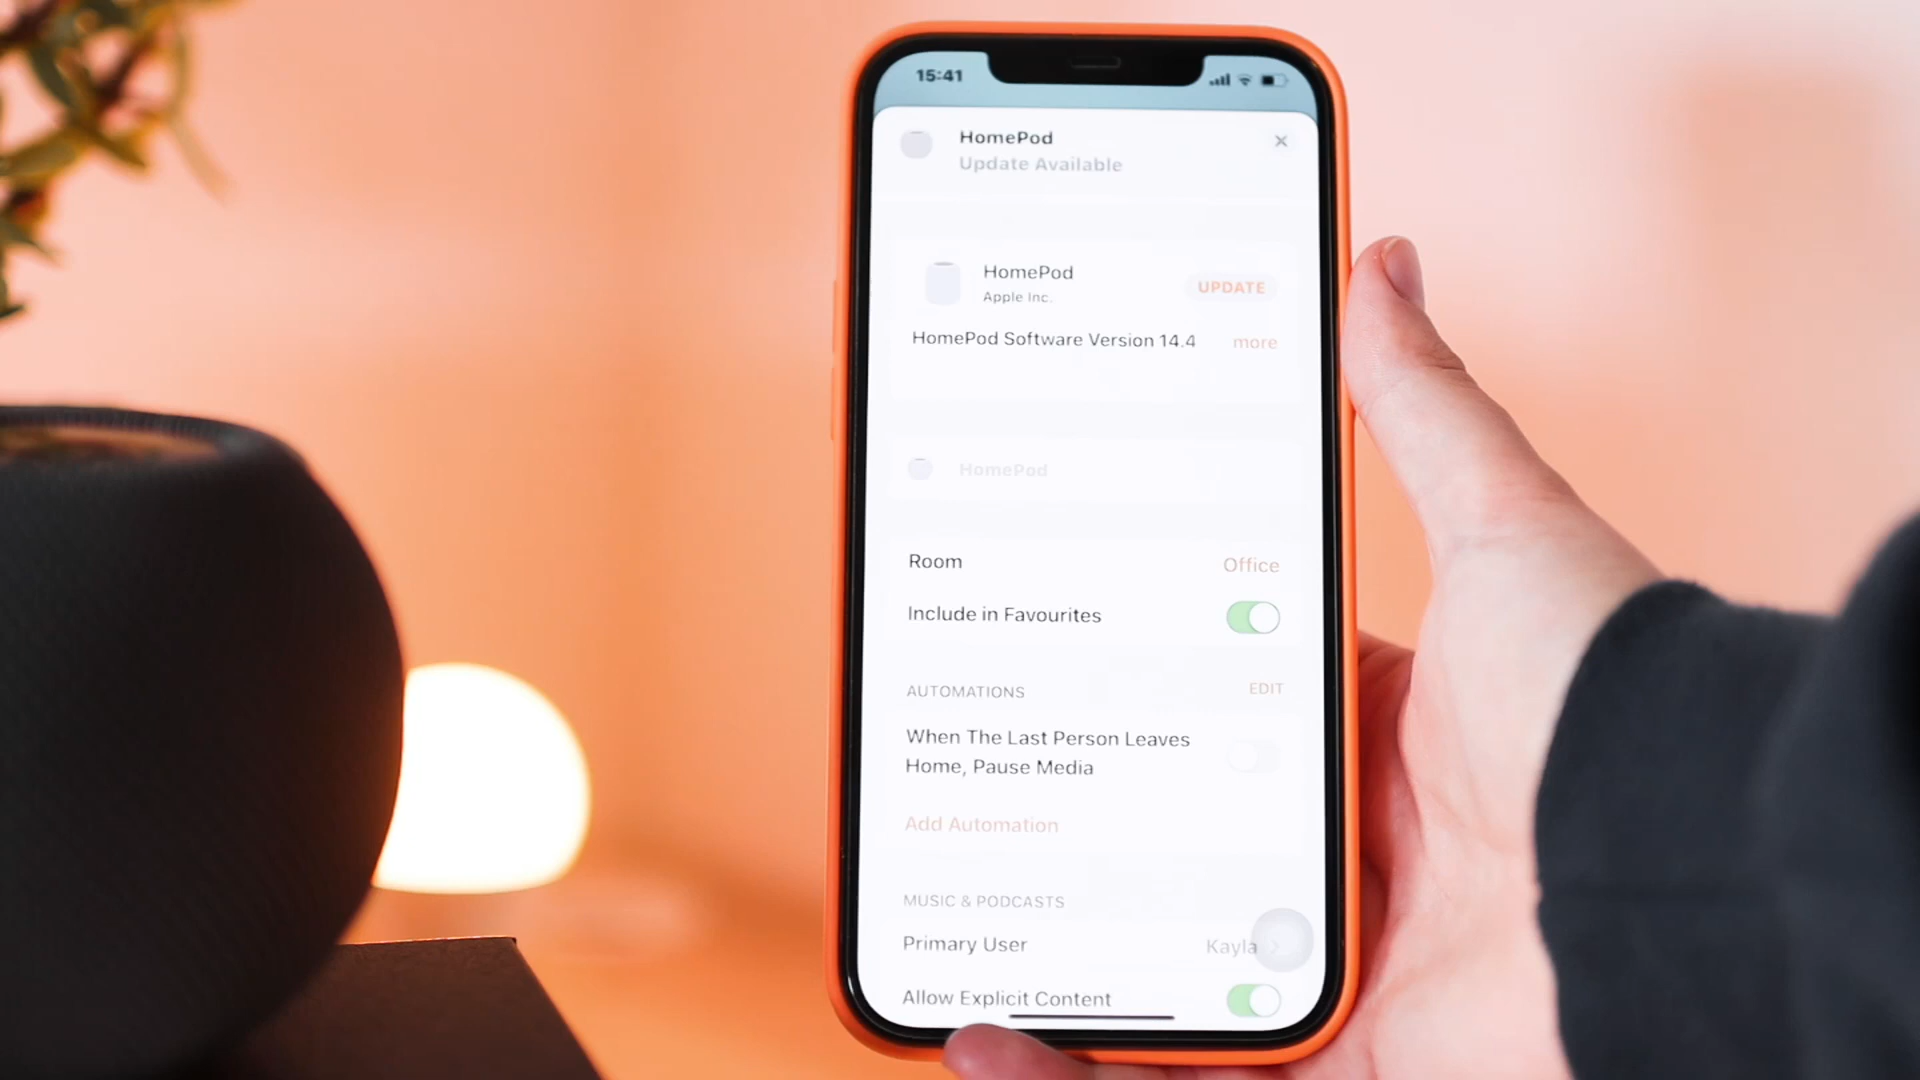 15:41
HomePod
Update Available
HomePod
Apple Inc.
UPDATE
HomePod Software Version 14.4
more
HomePod
Room
Office
Include in Favourites
AUTOMATIONS
EDIT
When The Last Person Leaves
Home, Pause Media
Add Automation
MUSIC & PODCASTS
Primary User
Kayla
Allow Explicit Content